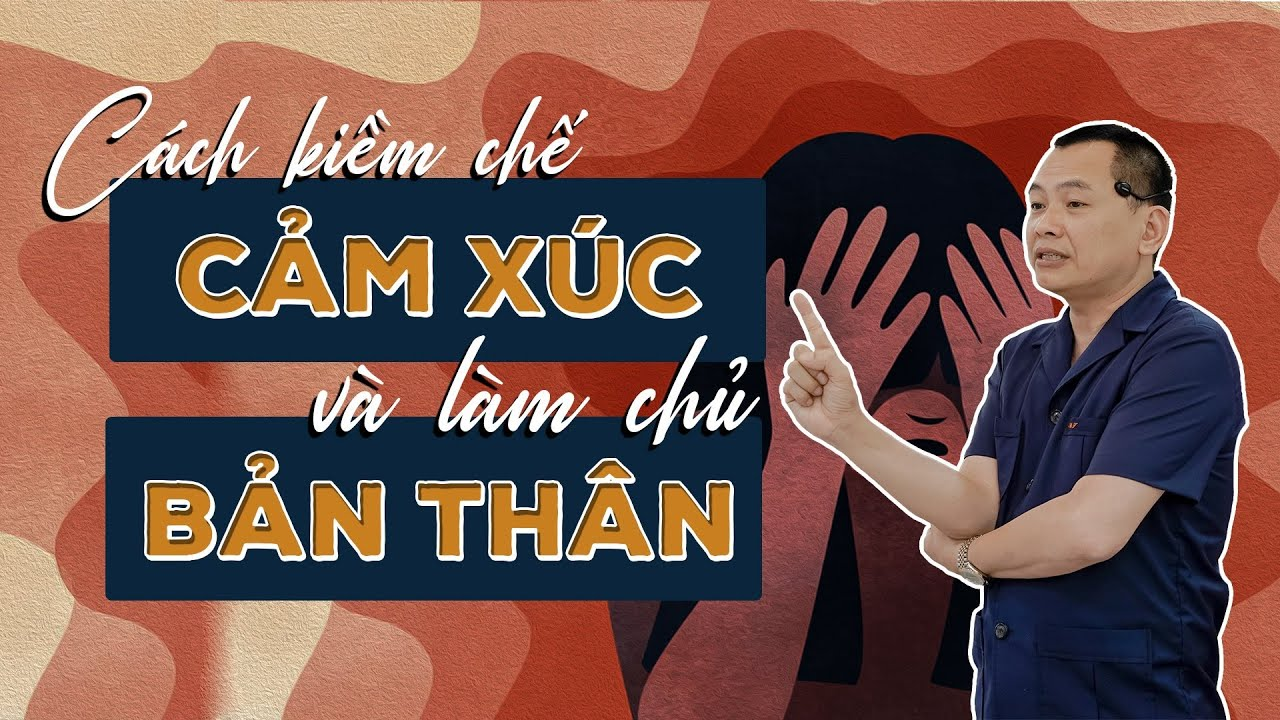 Cách kiềm chế
CẢM XÚC
và làm chủ
BẢN THÂN